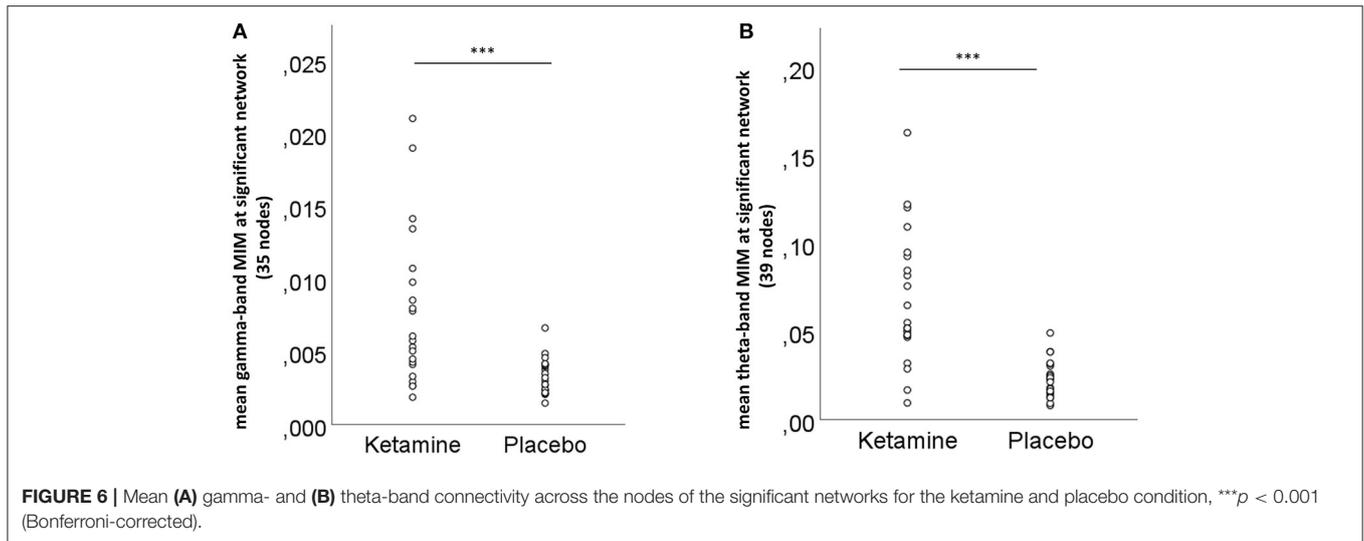 A
mean gamma-band MIM at significant network
(35 nodes)
,025
,020
,015
,010
,005
,000
***
Ketamine Placebo
B
mean theta-band MIM at significant network
(39 nodes)
,20
,15
,10
,05
,00
***
Ketamine Placebo
FIGURE 6 | Mean (A) gamma- and (B) theta-band connectivity across the nodes of the significant networks for the ketamine and placebo condition, ***p < 0.001
(Bonferroni-corrected).